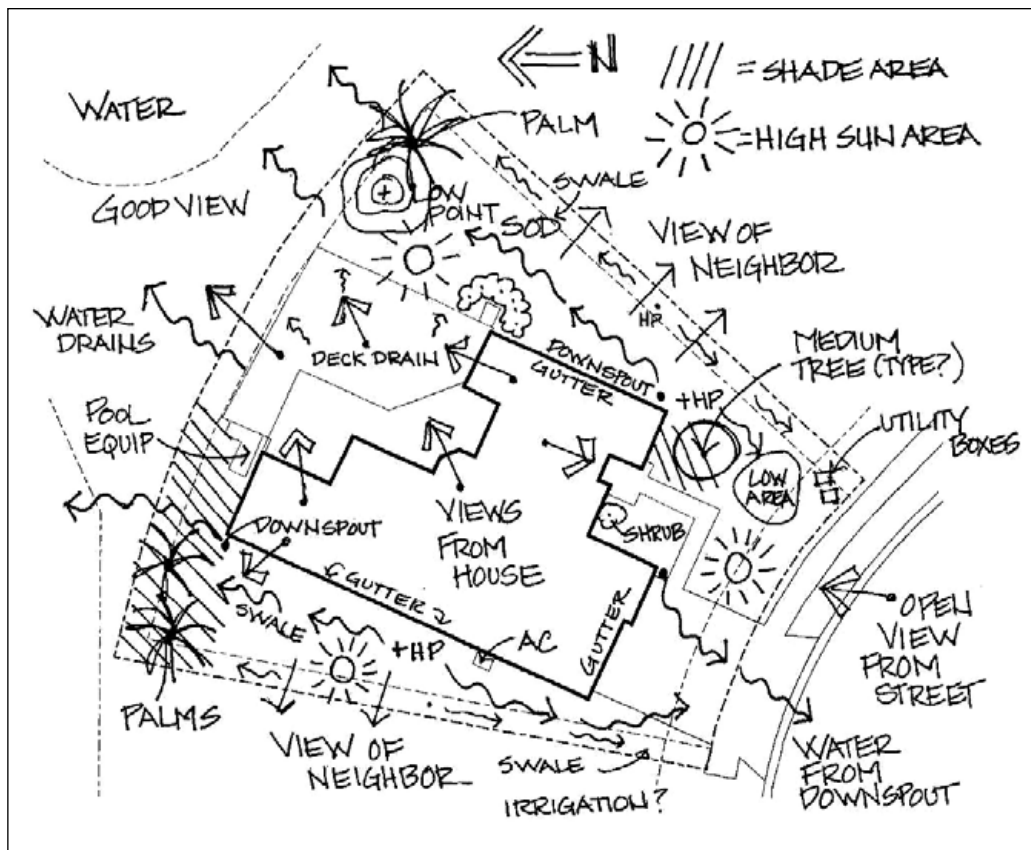 N
= SHADE AREA
= HIGH SUN AREA
WATER
PALM
GOOD VIEW
LOW
POINT
SOD
SWALE
VIEW OF
NEIGHBOR
HP
WATER
DRAINS
DECK DRAIN
DOWNSPOUT
GUTTER
+HP
MEDIUM
TREE (TYPE?)
UTILITY
BOXES
POOL
EQUIP
LOW
AREA
DOWNSPOUT
VIEWS
FROM
HOUSE
SHRUB
GUTTER
GUTTER
SWALE
+HP
AC
OPEN
VIEW
FROM
STREET
PALMS
VIEW OF
NEIGHBOR
SWALE
IRRIGATION?
WATER
FROM
DOWNSPOUT